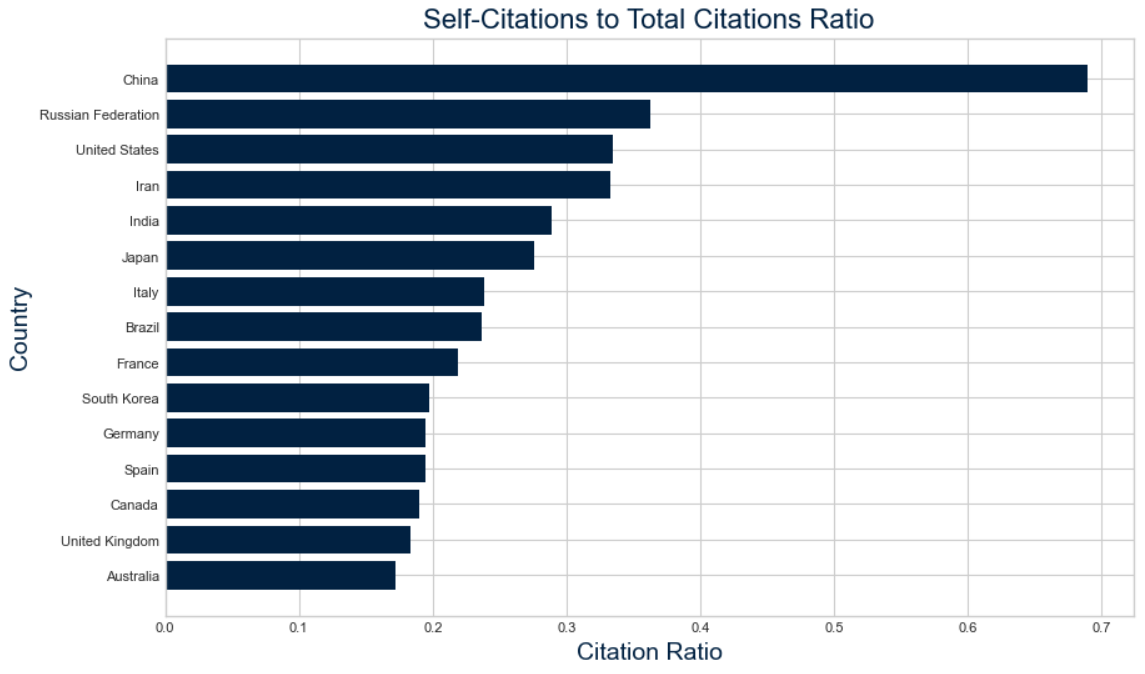 Self-Citations to Total Citations Ratio
Country
China
Russian Federation
United States
Iran
India
Japan
Italy
Brazil
France
South Korea
Germany
Spain
Canada
United Kingdom
Australia
0.0 0.1 0.2 0.3 0.4 0.5 0.6 0.7
Citation Ratio